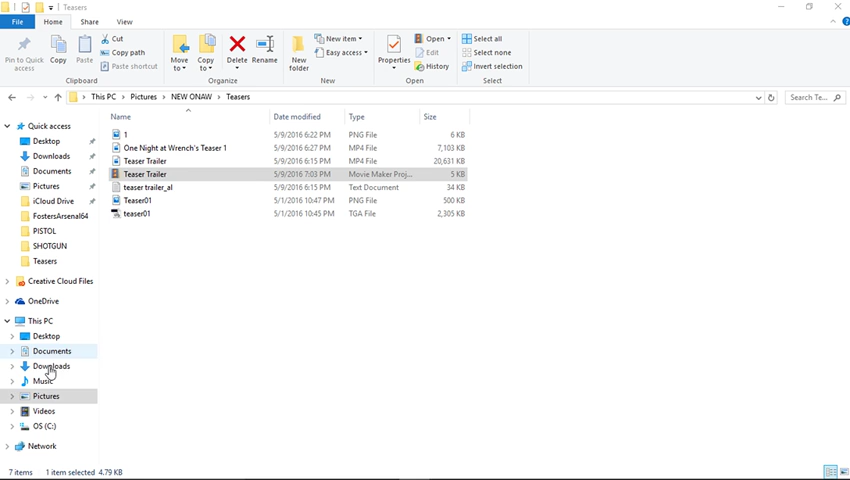 Teasers
File Home Share View
Pin to Quick access
Copy
Paste
Cut
Copy path
Paste shortcut
Clipboard
Move to
Copy to
Delete
Rename
Organize
New folder
New item
Easy access
New
Properties
Open
Edit
History
Open
Select all
Select none
Invert selection
Select
This PC > Pictures > NEW ONAW > Teasers
Search Te...
Name Date modified Type Size
1 5/9/2016 6:22 PM PNG File 6 KB
One Night at Wrench's Teaser 1 5/9/2016 6:27 PM MP4 File 7,103 KB
Teaser Trailer 5/9/2016 6:15 PM MP4 File 20,631 KB
Teaser Trailer 5/9/2016 7:03 PM Movie Maker Proj... 5 KB
teaser trailer_al 5/9/2016 6:15 PM Text Document 34 KB
Teaser01 5/1/2016 10:47 PM PNG File 500 KB
teaser01 5/1/2016 10:45 PM TGA File 2,305 KB
Quick access
Desktop
Downloads
Documents
Pictures
iCloud Drive
FostersArsenal64
PISTOL
SHOTGUN
Teasers
Creative Cloud Files
OneDrive
This PC
Desktop
Documents
Downloads
Music
Pictures
Videos
OS (C:)
Network
7 items 1 item selected 4.79 KB